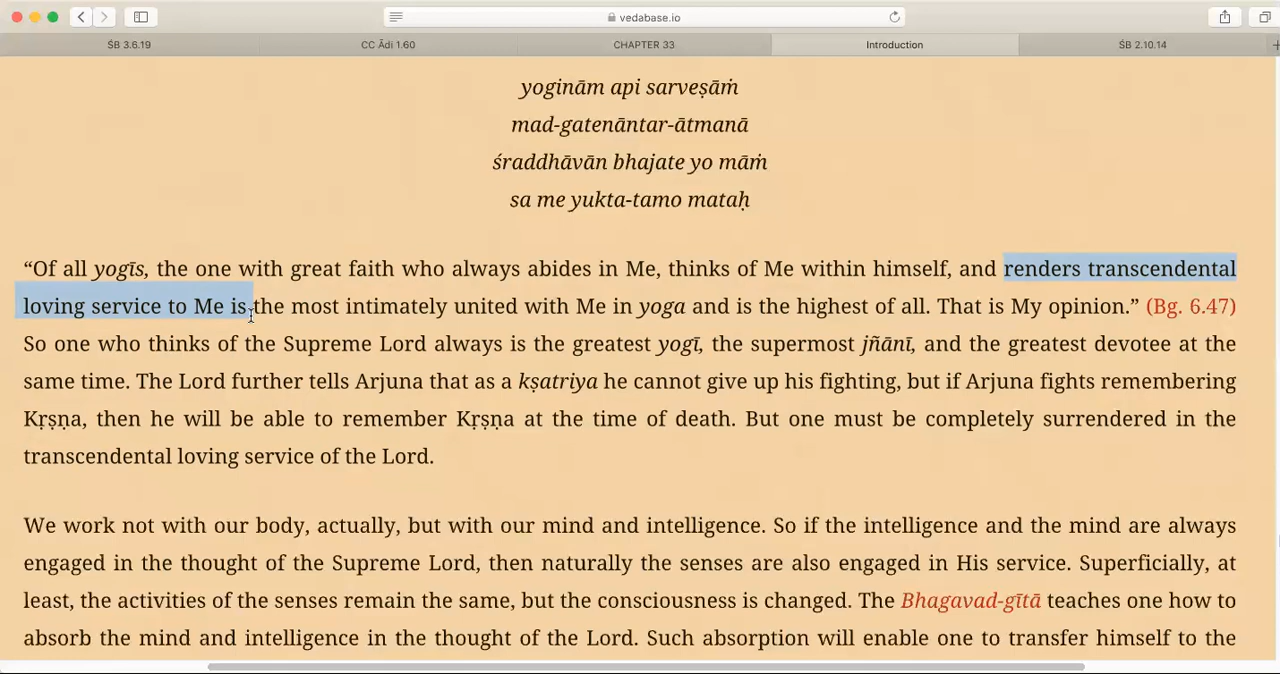 vedabase.io
ŚB 3.6.19
CC Ādi 1.60
CHAPTER 33
Introduction
ŚB 2.10.14
yoginām api sarveṣāṁ
mad-gatenāntar-ātmanā
śraddhāvān bhajate yo māṁ
sa me yukta-tamo mataḥ
“Of all yogīs, the one with great faith who always abides in Me, thinks of Me within himself, and renders transcendental
loving service to Me is the most intimately united with Me in yoga and is the highest of all. That is My opinion.” (Bg. 6.47)
So one who thinks of the Supreme Lord always is the greatest yogī, the supermost jñānī, and the greatest devotee at the
same time. The Lord further tells Arjuna that as a kṣatriya he cannot give up his fighting, but if Arjuna fights remembering
Kṛṣṇa, then he will be able to remember Kṛṣṇa at the time of death. But one must be completely surrendered in the
transcendental loving service of the Lord.
We work not with our body, actually, but with our mind and intelligence. So if the intelligence and the mind are always
engaged in the thought of the Supreme Lord, then naturally the senses are also engaged in His service. Superficially, at
least, the activities of the senses remain the same, but the consciousness is changed. The Bhagavad-gītā teaches one how to
absorb the mind and intelligence in the thought of the Lord. Such absorption will enable one to transfer himself to the